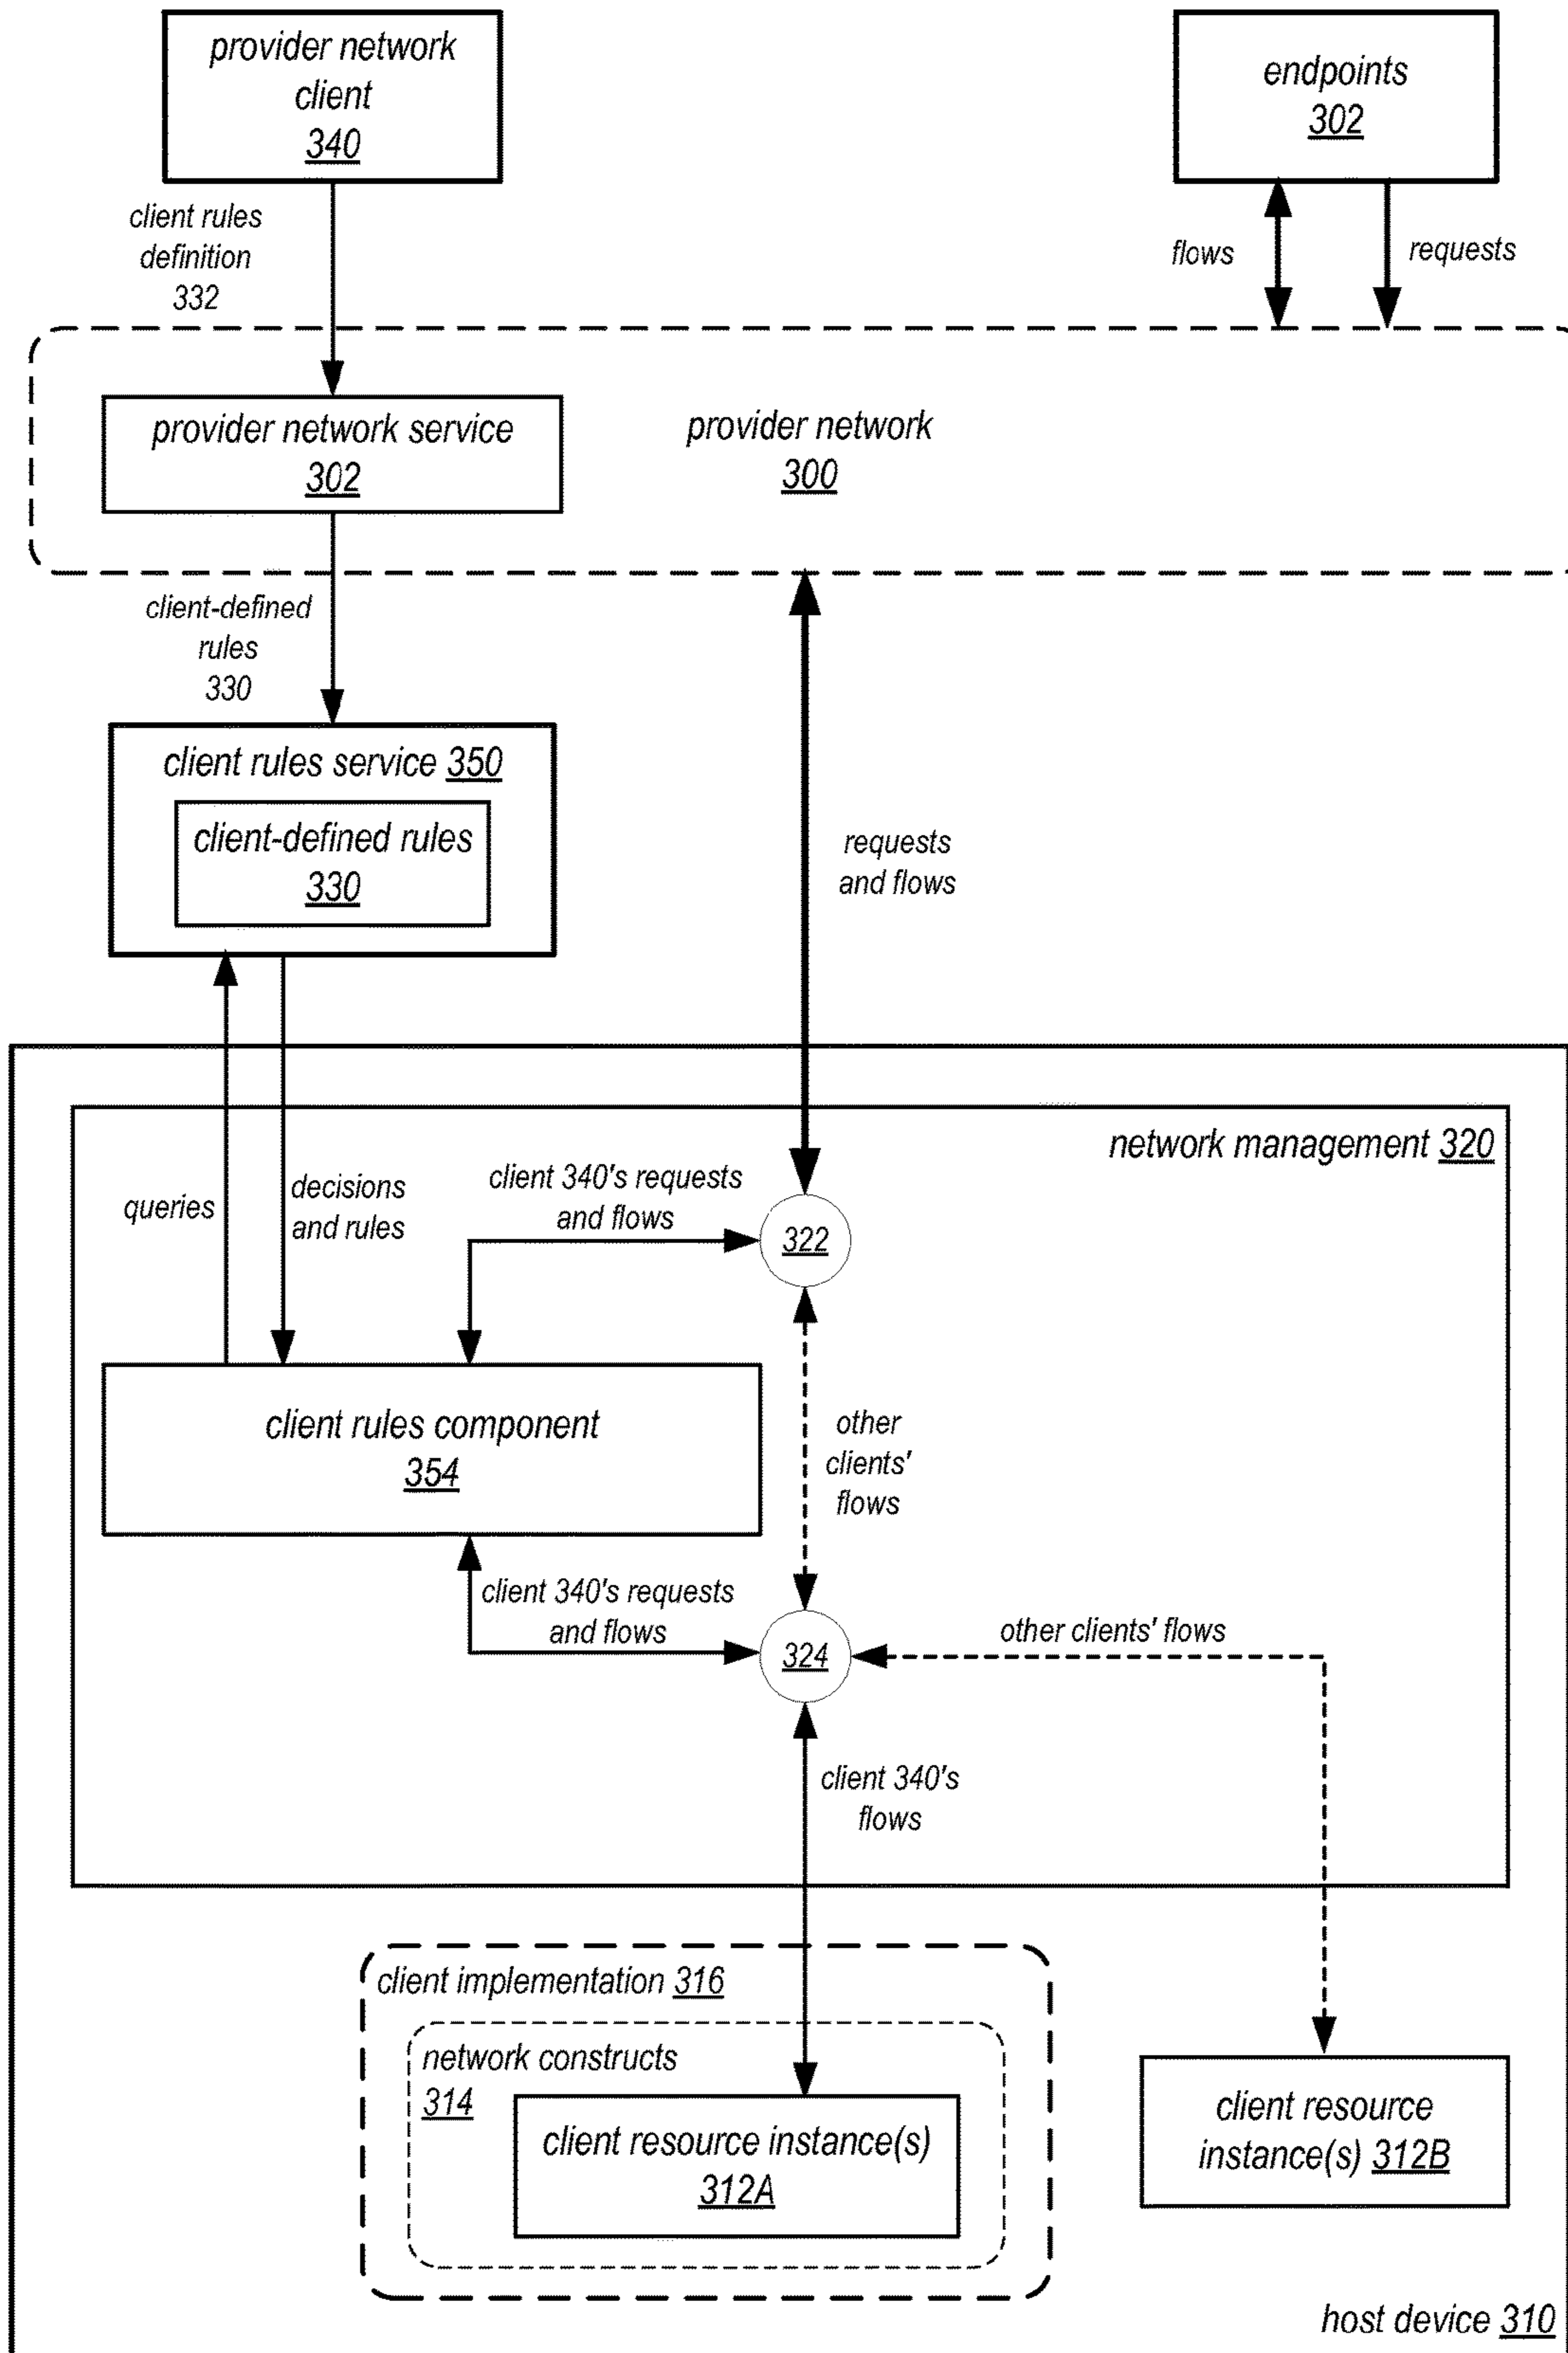 provider network
client
340
endpoints
302
client rules
definition
332
flows
requests
provider network service
302
provider network
300
client-defined
rules
330
client rules service 350
client-defined rules
330
requests
and flows
network management 320
queries
decisions
and rules
client 340's requests
and flows
322
client rules component
354
other
clients'
flows
client 340's requests
and flows
324
other clients' flows
client 340's
flows
client implementation 316
network constructs
314
client resource instance(s)
312A
client resource
instance(s) 312B
host device 310